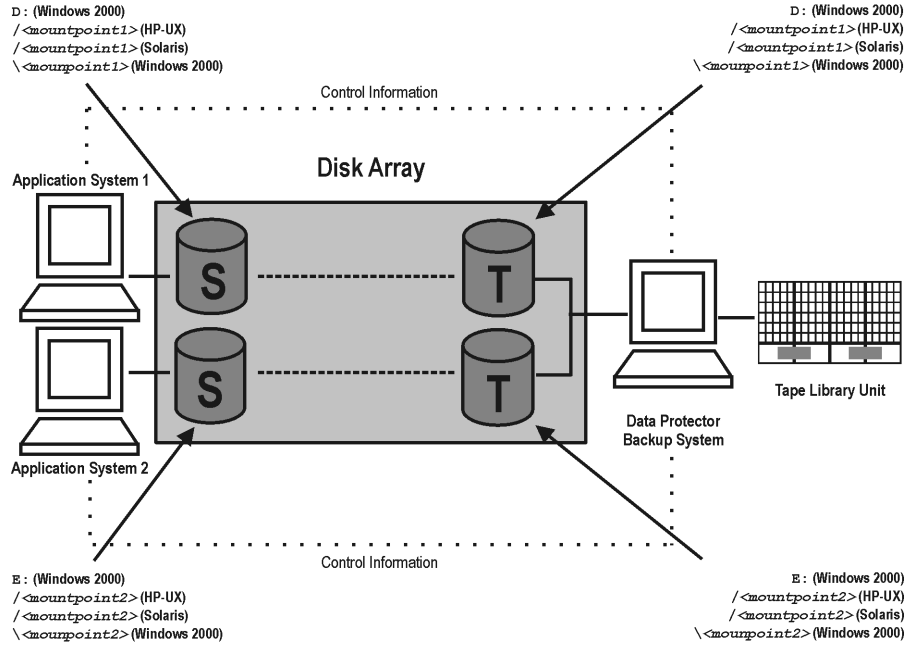 D: (Windows 2000)
/<mountpoint1> (HP-UX)
/<mountpoint1> (Solaris)
\<mounpoint1> (Windows 2000)
D: (Windows 2000)
/<mountpoint1> (HP-UX)
/<mountpoint1> (Solaris)
\<mounpoint1> (Windows 2000)
Control Information
Disk Array
Application System 1
S
T
S
T
Tape Library Unit
Data Protector
Backup System
Application System 2
Control Information
E: (Windows 2000)
/<mountpoint2> (HP-UX)
/<mountpoint2> (Solaris)
\<mounpoint2> (Windows 2000)
E: (Windows 2000)
/<mountpoint2> (HP-UX)
/<mountpoint2> (Solaris)
\<mounpoint2> (Windows 2000)